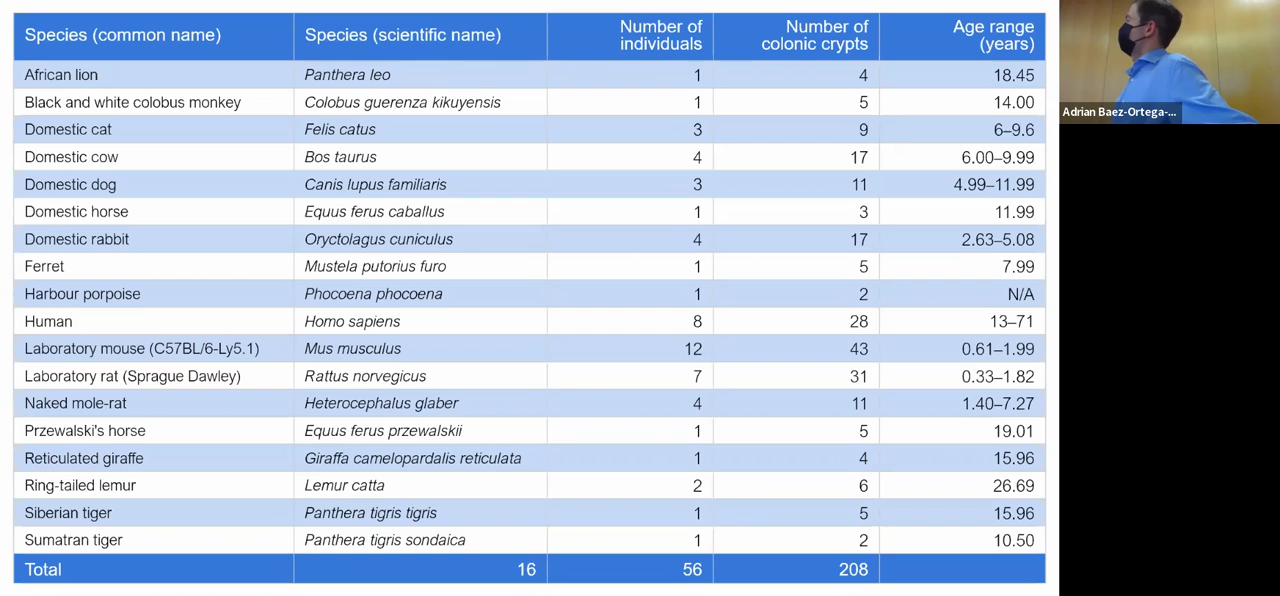 Species (common name) Species (scientific name) Number of individuals Number of colonic crypts Age range (years)
African lion Panthera leo 1 4 18.45
Black and white colobus monkey Colobus guerenza kikuyensis 1 5 14.00
Domestic cat Felis catus 3 9 6–9.6
Domestic cow Bos taurus 4 17 6.00–9.99
Domestic dog Canis lupus familiaris 3 11 4.99–11.99
Domestic horse Equus ferus caballus 1 3 11.99
Domestic rabbit Oryctolagus cuniculus 4 17 2.63–5.08
Ferret Mustela putorius furo 1 5 7.99
Harbour porpoise Phocoena phocoena 1 2 N/A
Human Homo sapiens 8 28 13–71
Laboratory mouse (C57BL/6-Ly5.1) Mus musculus 12 43 0.61–1.99
Laboratory rat (Sprague Dawley) Rattus norvegicus 7 31 0.33–1.82
Naked mole-rat Heterocephalus glaber 4 11 1.40–7.27
Przewalski's horse Equus ferus przewalskii 1 5 19.01
Reticulated giraffe Giraffa camelopardalis reticulata 1 4 15.96
Ring-tailed lemur Lemur catta 2 6 26.69
Siberian tiger Panthera tigris tigris 1 5 15.96
Sumatran tiger Panthera tigris sondaica 1 2 10.50
Total 16 56 208
Adrian Baez-Ortega-...